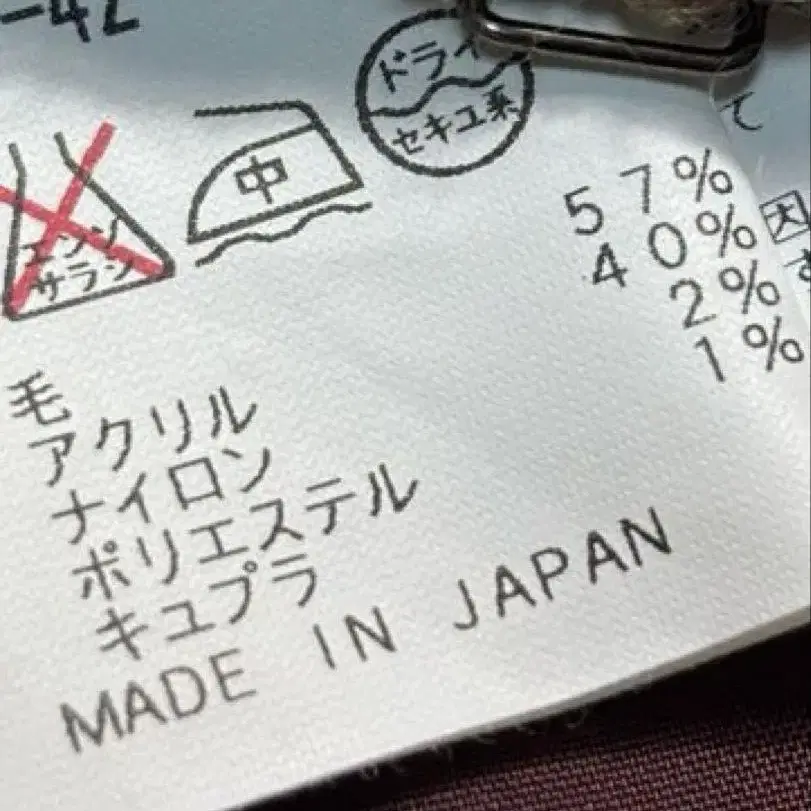 -42
ドライ
セキユ系
中
エンソ
サラシ
57%
40%
2%
1%
毛
アクリル
ナイロン
ポリエステル
キュプラ
MADE IN JAPAN